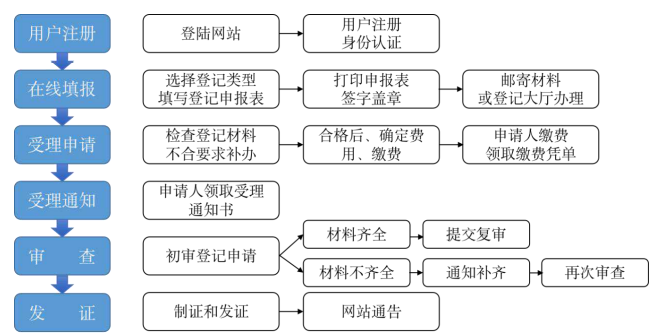 用户注册
登陆网站
用户注册
身份认证
在线填报
选择登记类型
填写登记申报表
打印申报表
签字盖章
邮寄材料
或登记大厅办理
受理申请
检查登记材料
不合要求补办
合格后、确定费
用、缴费
申请人缴费
领取缴费凭单
受理通知
申请人领取受理
通知书
审 查
初审登记申请
材料齐全
提交复审
材料不齐全
通知补齐
再次审查
发 证
制证和发证
网站通告